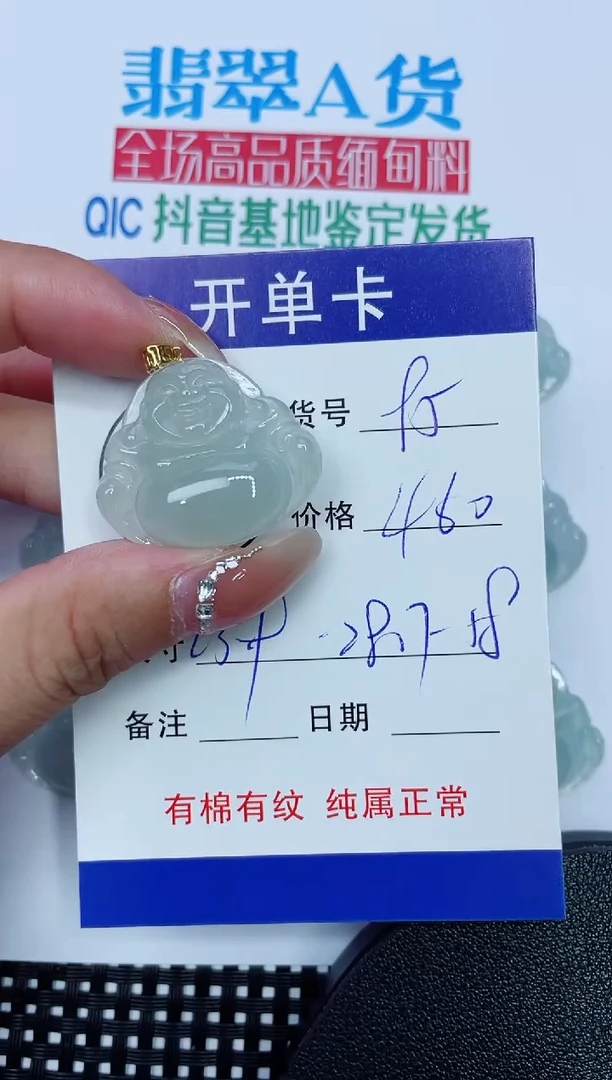 翡翠A货
全场高品质缅甸料
QIC 抖音基地鉴定发货
开单卡
货号
价格 480
寸
备注
日期
有棉有纹 纯属正常